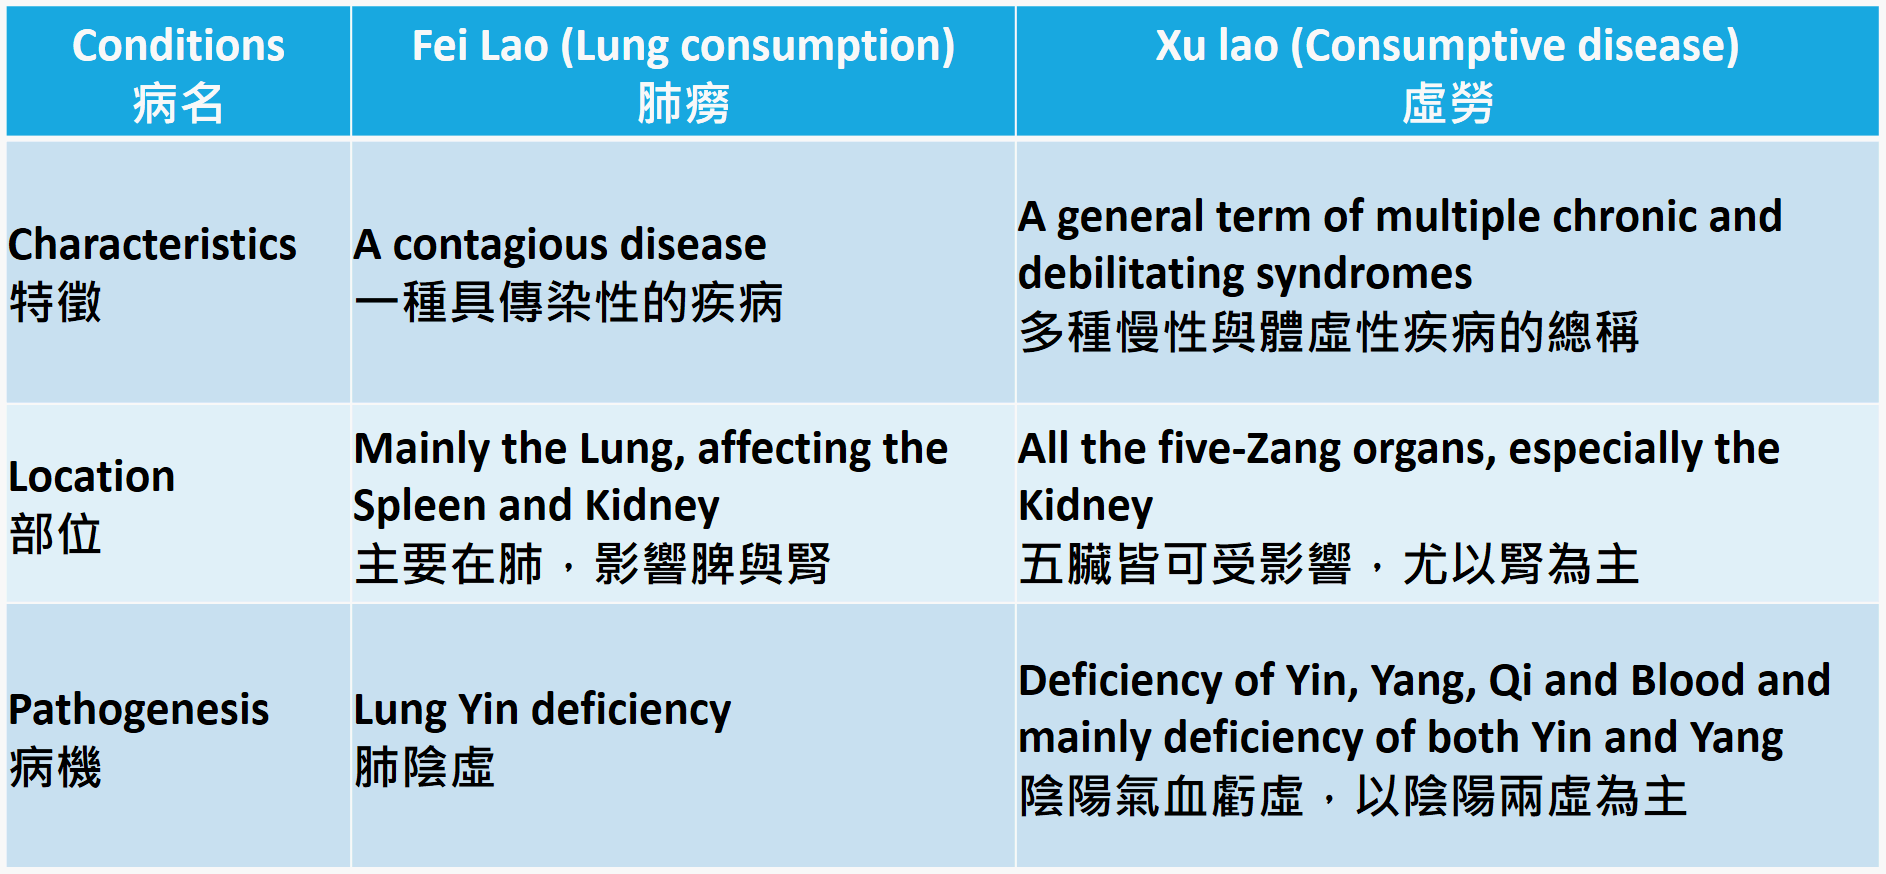 Conditions
病名
Fei Lao (Lung consumption)
肺癆
Xu lao (Consumptive disease)
虛勞
Characteristics
特徵
A contagious disease
一種具傳染性的疾病
A general term of multiple chronic and
debilitating syndromes
多種慢性與體虛性疾病的總稱
Location
部位
Mainly the Lung, affecting the
Spleen and Kidney
主要在肺，影響脾與腎
All the five-Zang organs, especially the
Kidney
五臟皆可受影響，尤以腎為主
Pathogenesis
病機
Lung Yin deficiency
肺陰虛
Deficiency of Yin, Yang, Qi and Blood and
mainly deficiency of both Yin and Yang
陰陽氣血虧虛，以陰陽兩虛為主